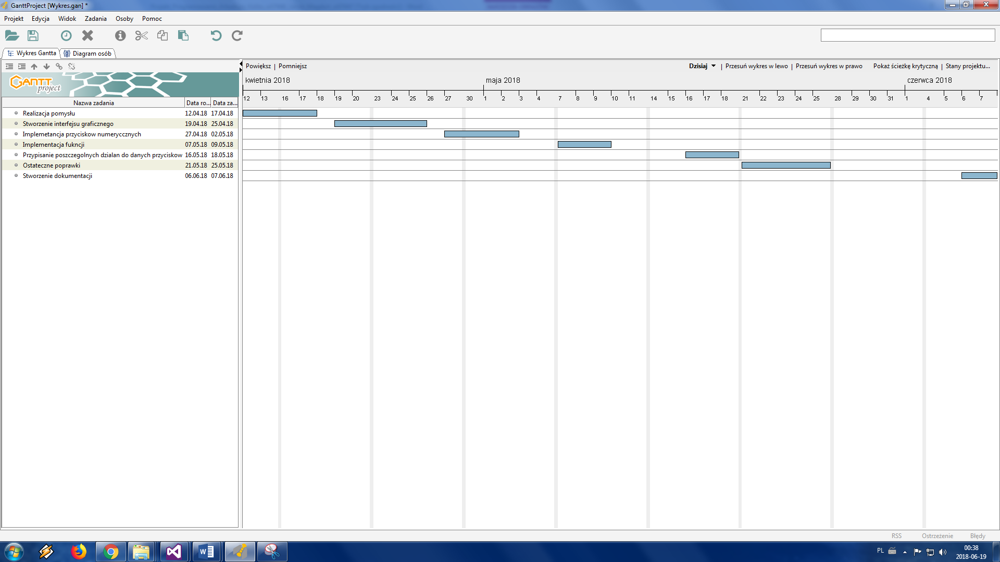 GanttProject [Wykres.gan] *
Projekt Edycja Widok Zadania Osoby Pomoc
Wykres Gantta Diagram osób
Powiększ | Pomniejsz Dzisiaj | Przesuń wykres w lewo | Przesuń wykres w prawo Pokaż ścieżkę krytyczną | Stany projektu...
GANTT project
kwietnia 2018 maja 2018 czerwca 2018
12 13 16 17 18 19 20 23 24 25 26 27 30 1 2 3 4 7 8 9 10 11 14 15 16 17 18 21 22 23 24 25 28 29 30 31 1 4 5 6 7
Nazwa zadania Data ro... Data za...
Realizacja pomysłu 12.04.18 17.04.18
Stworzenie interfejsu graficznego 19.04.18 25.04.18
Implemetancja przyciskow numerycznych 27.04.18 02.05.18
Implementacja fukncji 07.05.18 09.05.18
Przypisanie poszczegolnych dzialan do danych przyciskow 16.05.18 18.05.18
Ostateczne poprawki 21.05.18 25.05.18
Stworzenie dokumentacji 06.06.18 07.06.18
RSS Ostrzeżenie Błędy
PL 00:38
2018-06-19